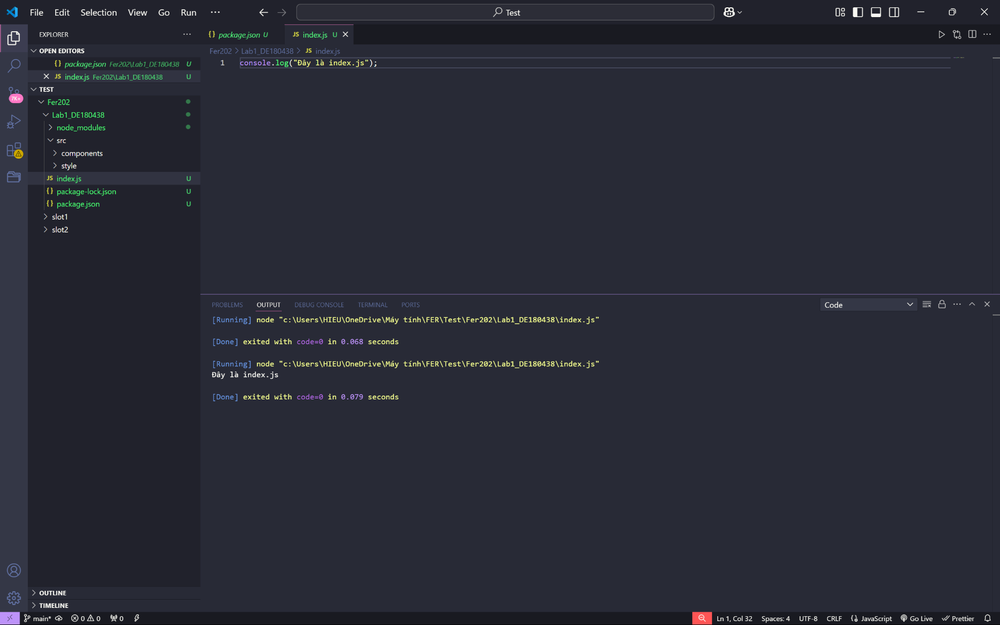 File Edit Selection View Go Run ···
Test
EXPLORER ···
OPEN EDITORS
{} package.json Fer202\Lab1_DE180438 U
JS index.js Fer202\Lab1_DE180438 U
TEST
Fer202
Lab1_DE180438
node_modules
src
components
style
JS index.js U
{} package-lock.json U
{} package.json U
slot1
slot2
7K+
OUTLINE
TIMELINE
{} package.json U
JS index.js U
Fer202 > Lab1_DE180438 > JS index.js
1 console.log("Đây là index.js");
PROBLEMS OUTPUT DEBUG CONSOLE TERMINAL PORTS
Code
[Running] node "c:\Users\HIEU\OneDrive\Máy tính\FER\Test\Fer202\Lab1_DE180438\index.js"
[Done] exited with code=0 in 0.068 seconds
[Running] node "c:\Users\HIEU\OneDrive\Máy tính\FER\Test\Fer202\Lab1_DE180438\index.js"
Đây là index.js
[Done] exited with code=0 in 0.079 seconds
main* 0 0 0
Ln 1, Col 32 Spaces: 4 UTF-8 CRLF {} JavaScript Go Live Prettier